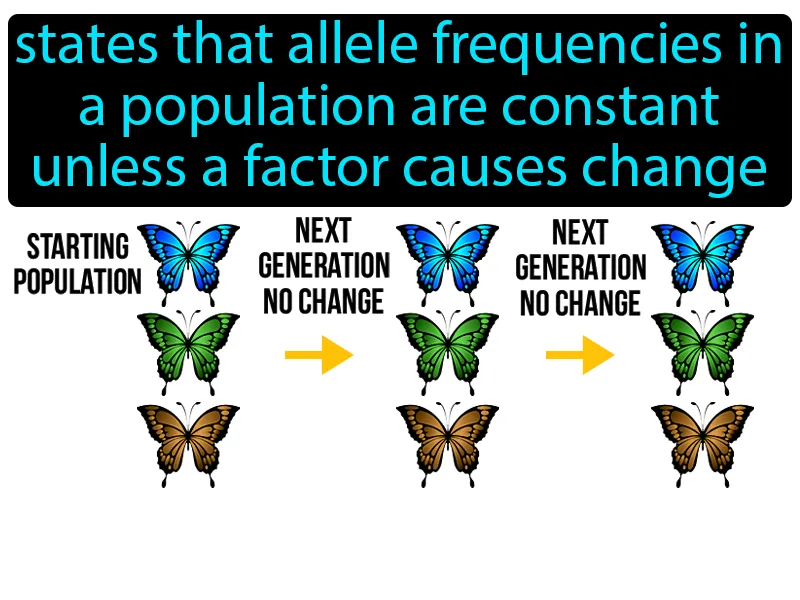 states that allele frequencies in
a population are constant
unless a factor causes change
STARTING
POPULATION
NEXT
GENERATION
NO CHANGE
NEXT
GENERATION
NO CHANGE